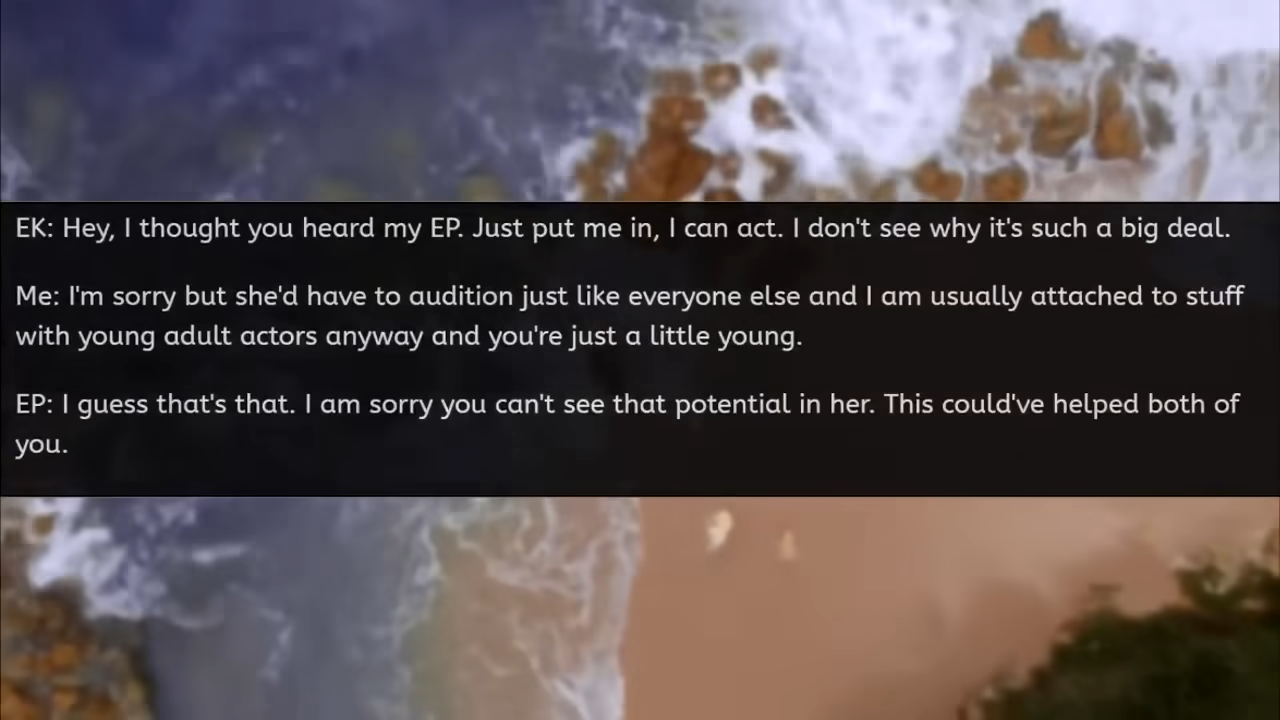 EK: Hey, I thought you heard my EP. Just put me in, I can act. I don't see why it's such a big deal.
Me: I'm sorry but she'd have to audition just like everyone else and I am usually attached to stuff
with young adult actors anyway and you're just a little young.
EP: I guess that's that. I am sorry you can't see that potential in her. This could've helped both of
you.